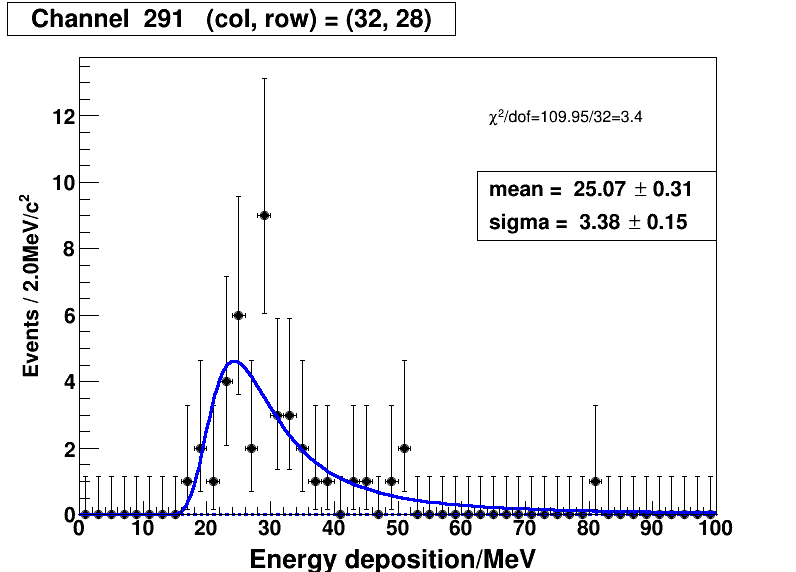 Channel  291   (col, row) = (32, 28)
χ²/dof=109.95/32=3.4
mean =  25.07 ± 0.31
sigma =  3.38 ± 0.15
Events / 2.0MeV/c²
12
10
8
6
4
2
0
0 10 20 30 40 50 60 70 80 90 100
Energy deposition/MeV